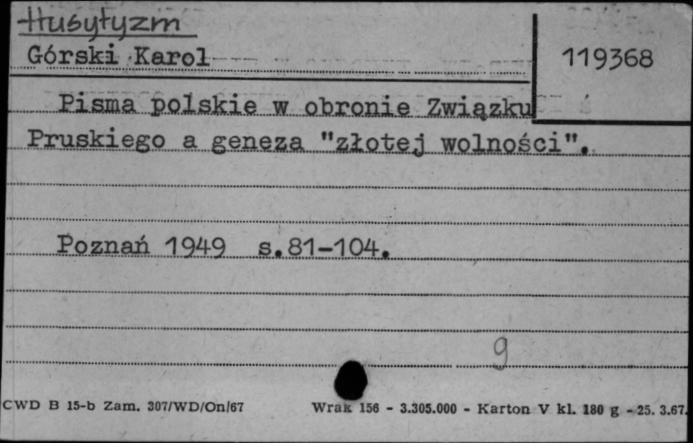 Husytyzm
Górski Karol
119368
Pisma polskie w obronie Związku
Pruskiego a geneza "złotej wolności".
Poznań 1949 s.81-104.
9
CWD B 15-b Zam. 307/WD/On/67 Wrak 156 - 3.305.000 - Karton V kl. 180 g - 25. 3.67.